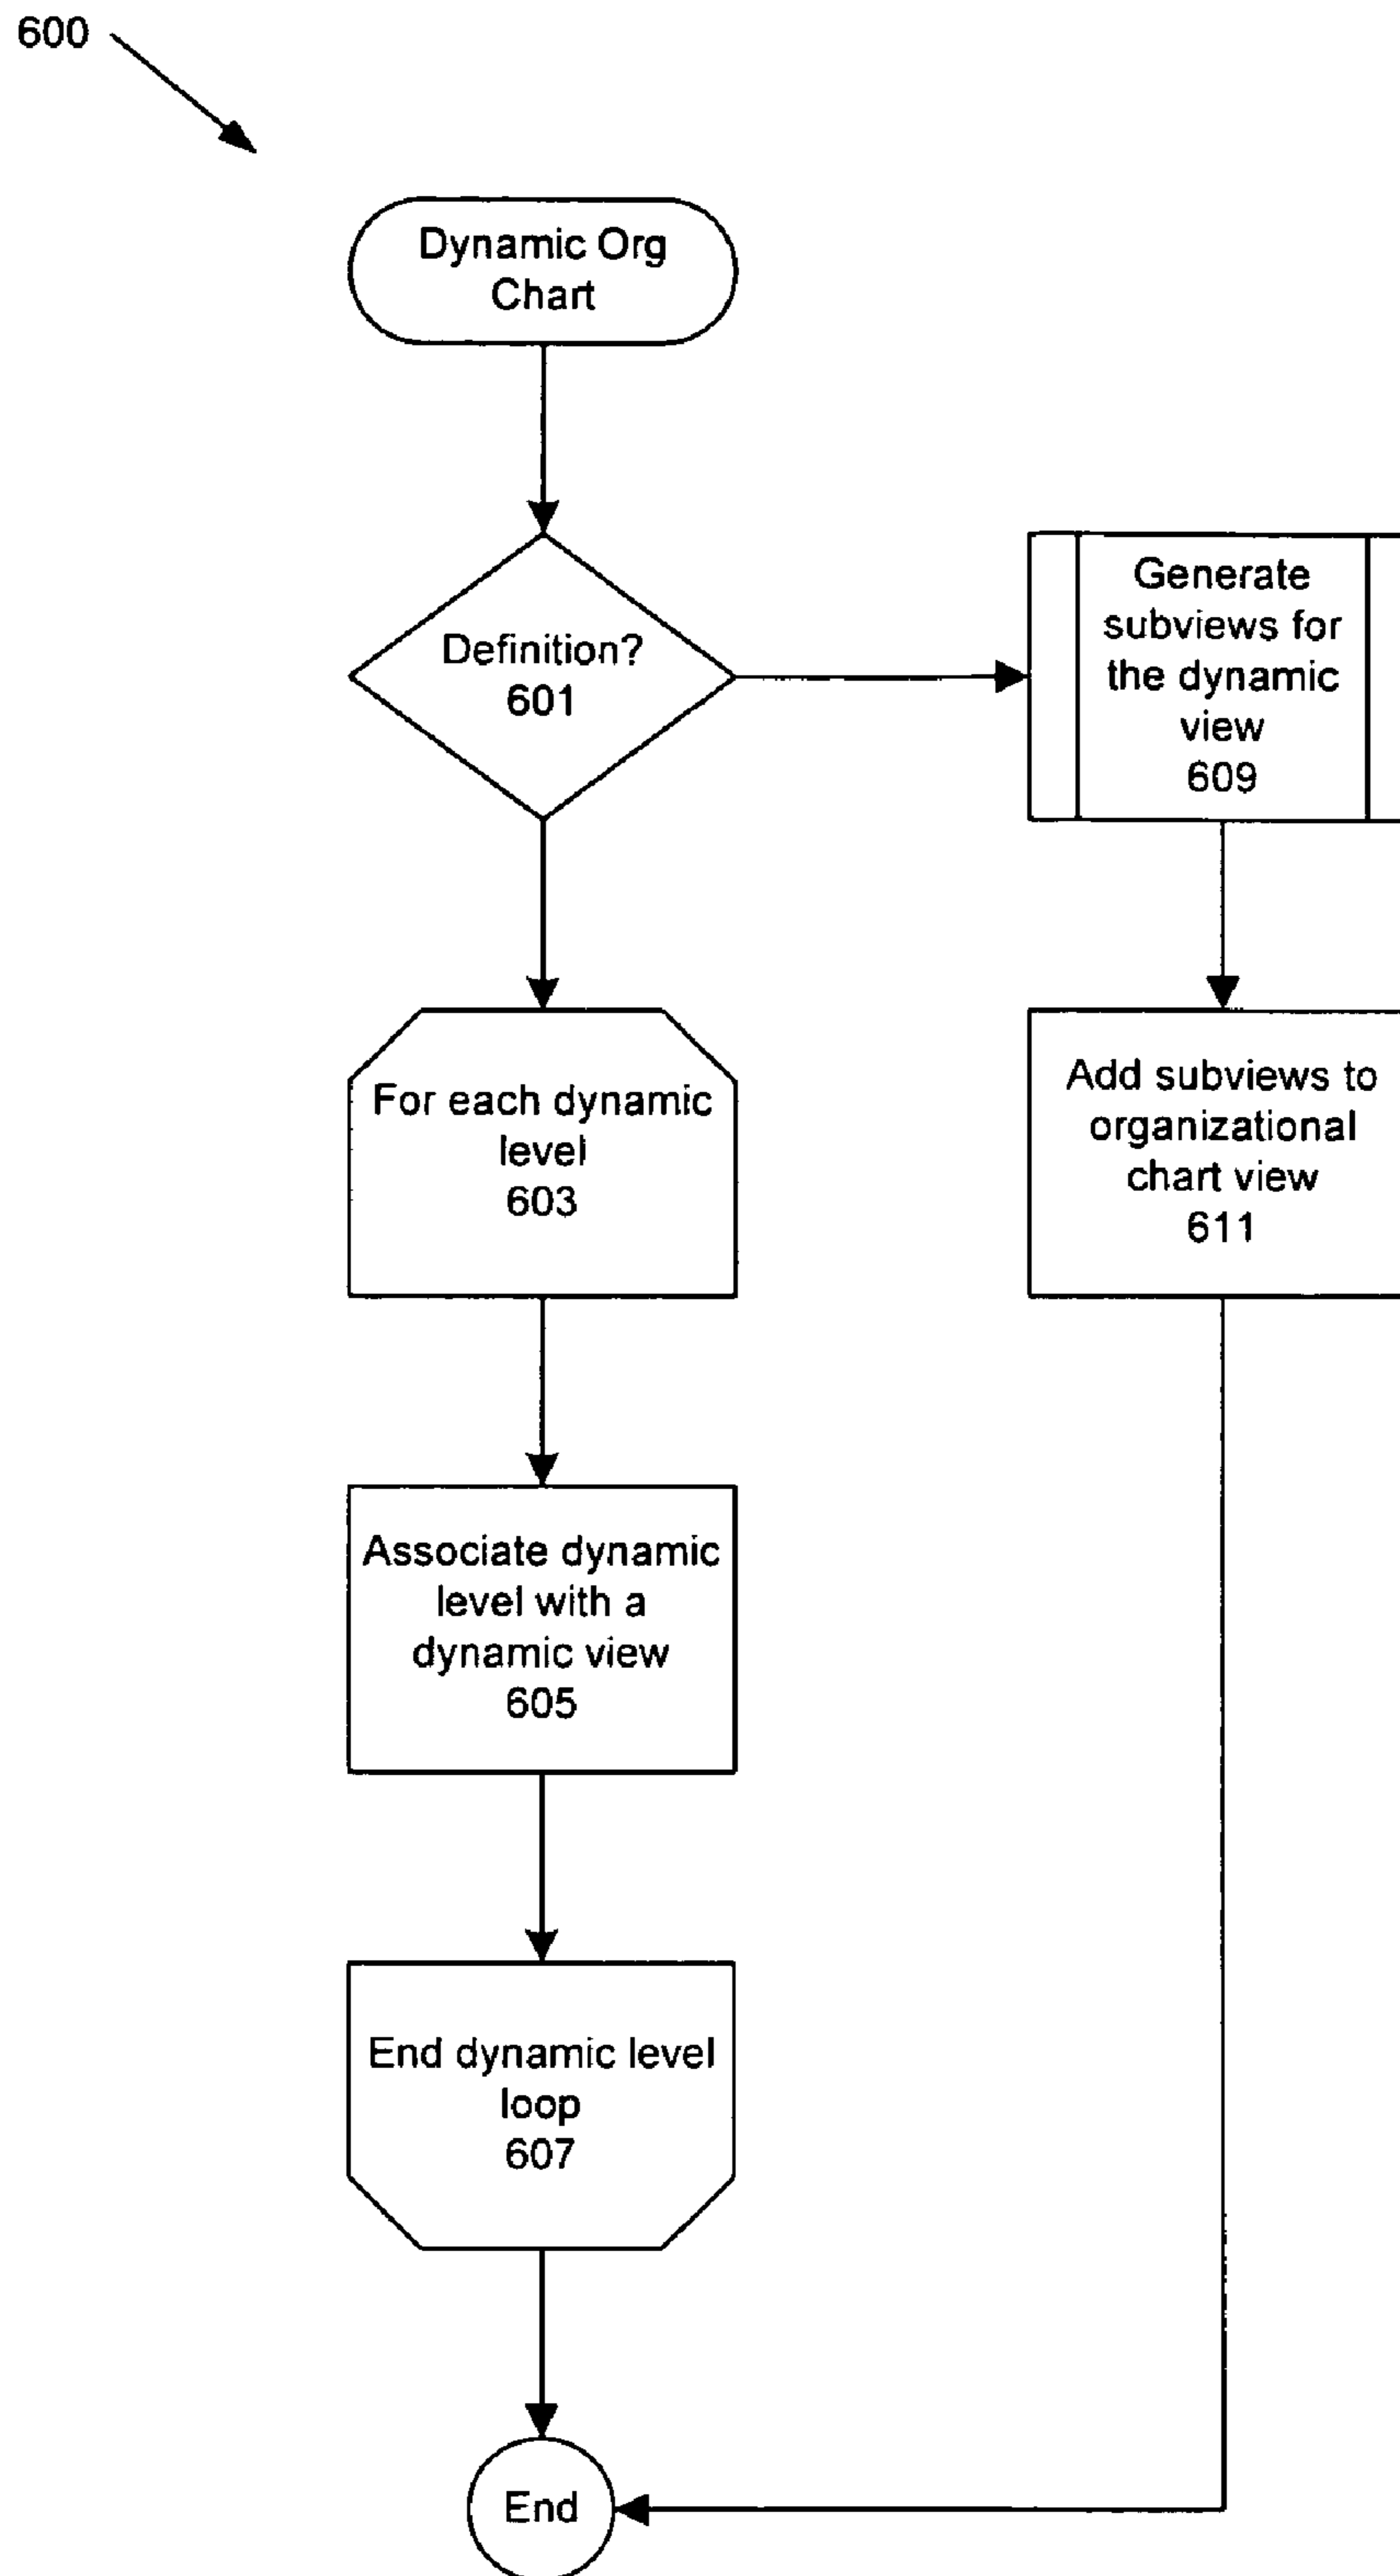 600
Dynamic Org
Chart
Definition?
601
Generate
subviews for
the dynamic
view
609
For each dynamic
level
603
Add subviews to
organizational
chart view
611
Associate dynamic
level with a
dynamic view
605
End dynamic level
loop
607
End